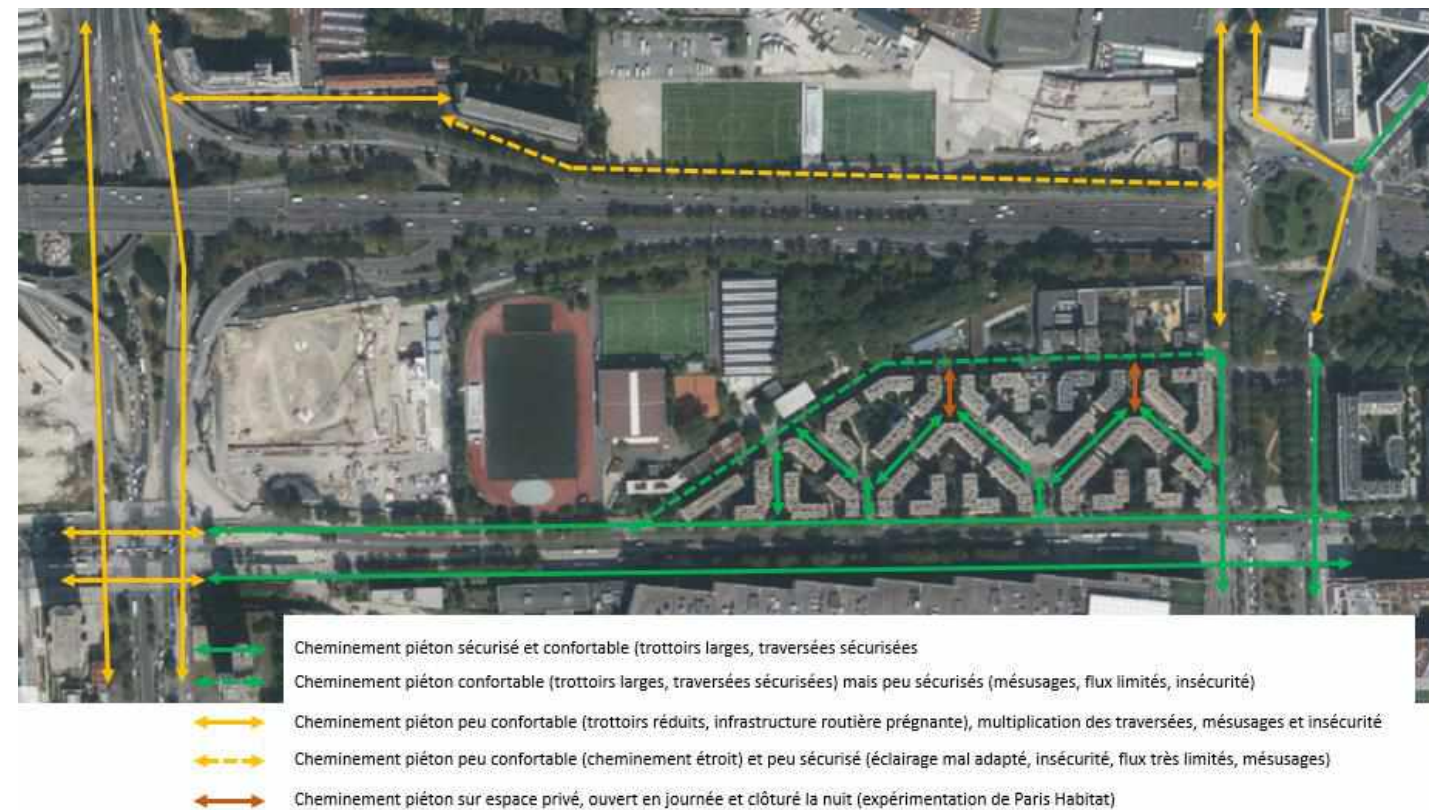 Cheminement piéton sécurisé et confortable (trottoirs larges, traversées sécurisées
Cheminement piéton confortable (trottoirs larges, traversées sécurisées) mais peu sécurisés (mésusages, flux limités, insécurité)
Cheminement piéton peu confortable (trottoirs réduits, infrastructure routière prégnante), multiplication des traversées, mésusages et insécurité
Cheminement piéton peu confortable (cheminement étroit) et peu sécurisé (éclairage mal adapté, insécurité, flux très limités, mésusages)
Cheminement piéton sur espace privé, ouvert en journée et clôturé la nuit (expérimentation de Paris Habitat)